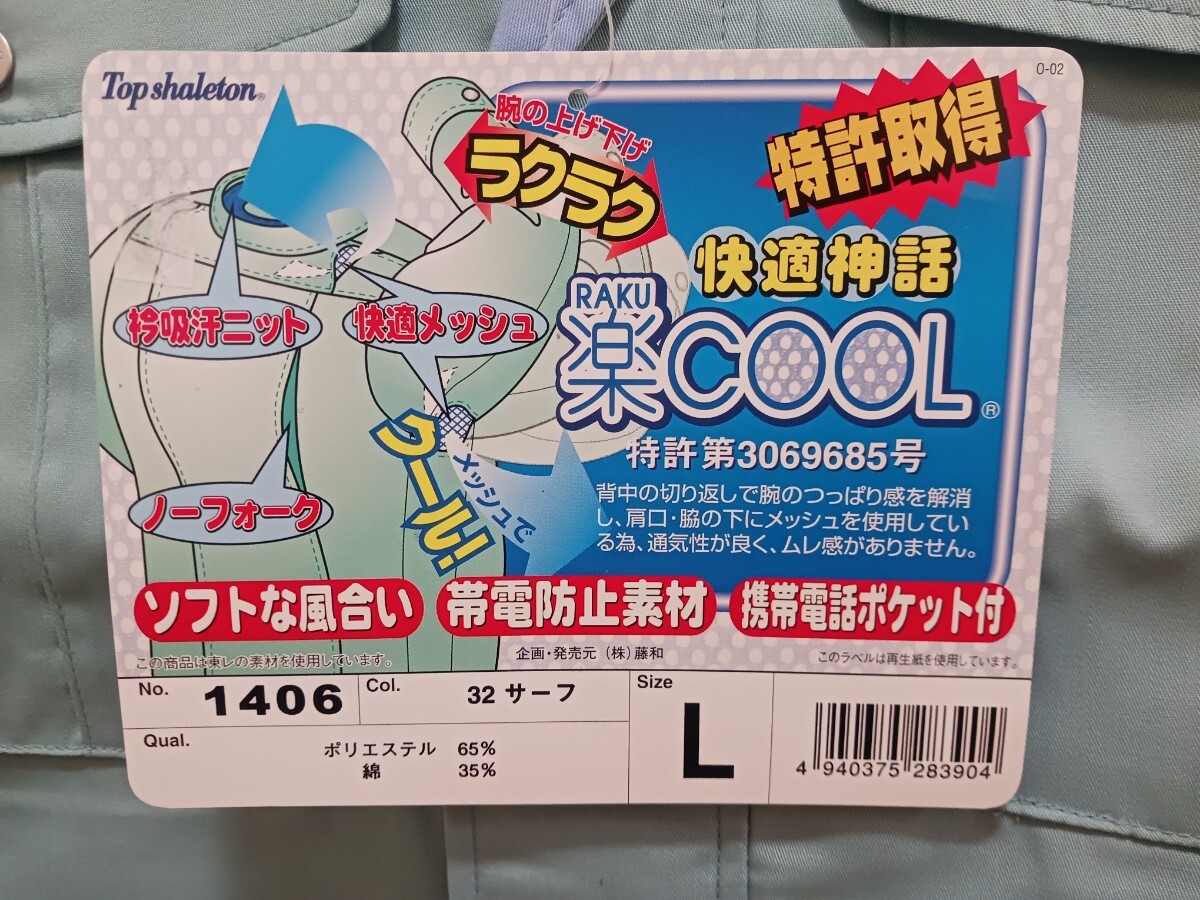 Top shaleton®
O-02
腕の上げ下げ
ラクラク
特許取得
快適神話
RAKU
楽COOL®
特許第3069685号
背中の切り返しで腕のつっぱり感を解消
し、肩口・脇の下にメッシュを使用してい
る為、通気性が良く、ムレ感がありません。
衿吸汗ニット
快適メッシュ
メッシュで
クール!
ノーフォーク
ソフトな風合い
帯電防止素材
携帯電話ポケット付
この商品は東レの素材を使用しています。
企画・発売元 (株)藤和
このラベルは再生紙を使用しています。
No. 1406
Col. 32 サーフ
Size L
Qual.
ポリエステル 65%
綿 35%
4 940375 283904